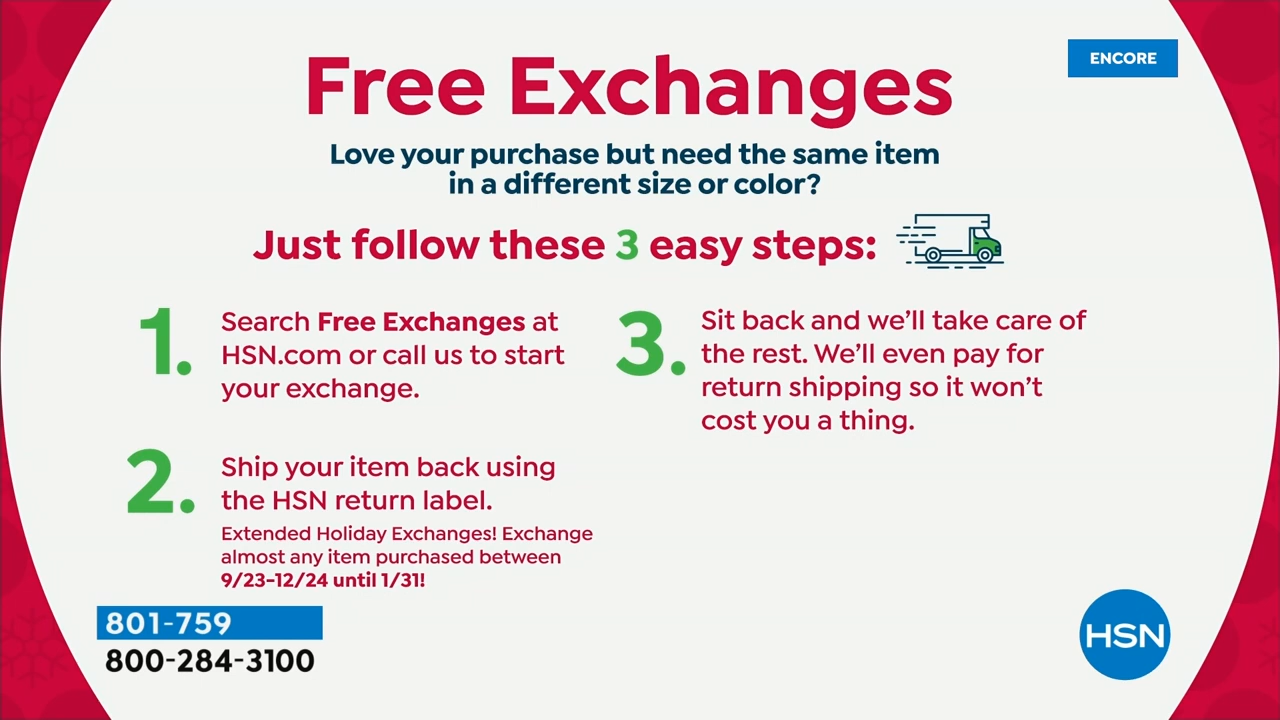 Free Exchanges
ENCORE
Love your purchase but need the same item
in a different size or color?
Just follow these 3 easy steps:
1. Search Free Exchanges at
HSN.com or call us to start
your exchange.
2. Ship your item back using
the HSN return label.
Extended Holiday Exchanges! Exchange
almost any item purchased between
9/23-12/24 until 1/31!
3. Sit back and we'll take care of
the rest. We'll even pay for
return shipping so it won't
cost you a thing.
801-759
800-284-3100
HSN